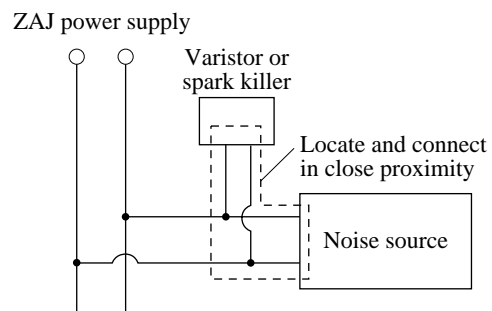 ZAJ power supply
Varistor or
spark killer
Locate and connect
in close proximity
Noise source